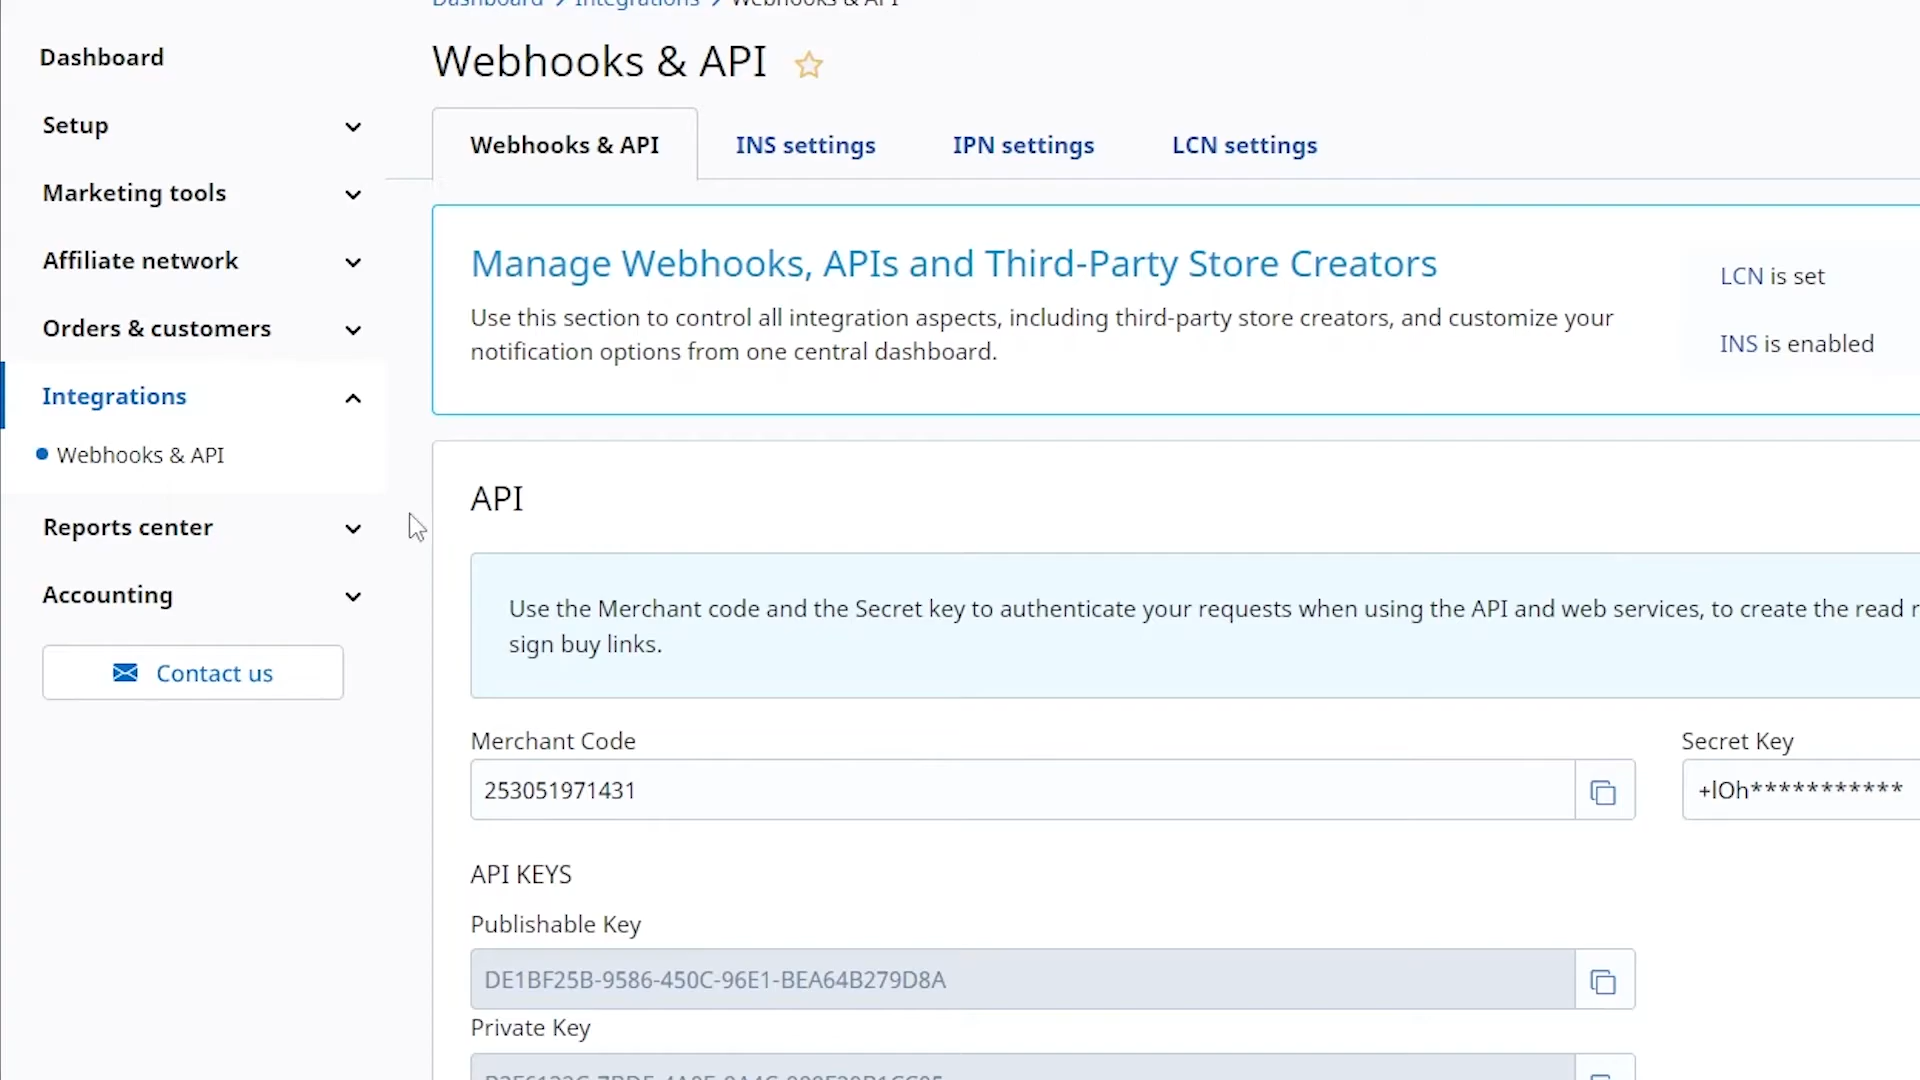 Dashboard > Integrations > Webhooks & API
Dashboard
Setup
Marketing tools
Affiliate network
Orders & customers
Integrations
Webhooks & API
Reports center
Accounting
Contact us
Webhooks & API
Webhooks & API
INS settings
IPN settings
LCN settings
Manage Webhooks, APIs and Third-Party Store Creators
Use this section to control all integration aspects, including third-party store creators, and customize your
notification options from one central dashboard.
LCN is set
INS is enabled
API
Use the Merchant code and the Secret key to authenticate your requests when using the API and web services, to create the read r
sign buy links.
Merchant Code
253051971431
Secret Key
+lOh***********
API KEYS
Publishable Key
DE1BF25B-9586-450C-96E1-BEA64B279D8A
Private Key